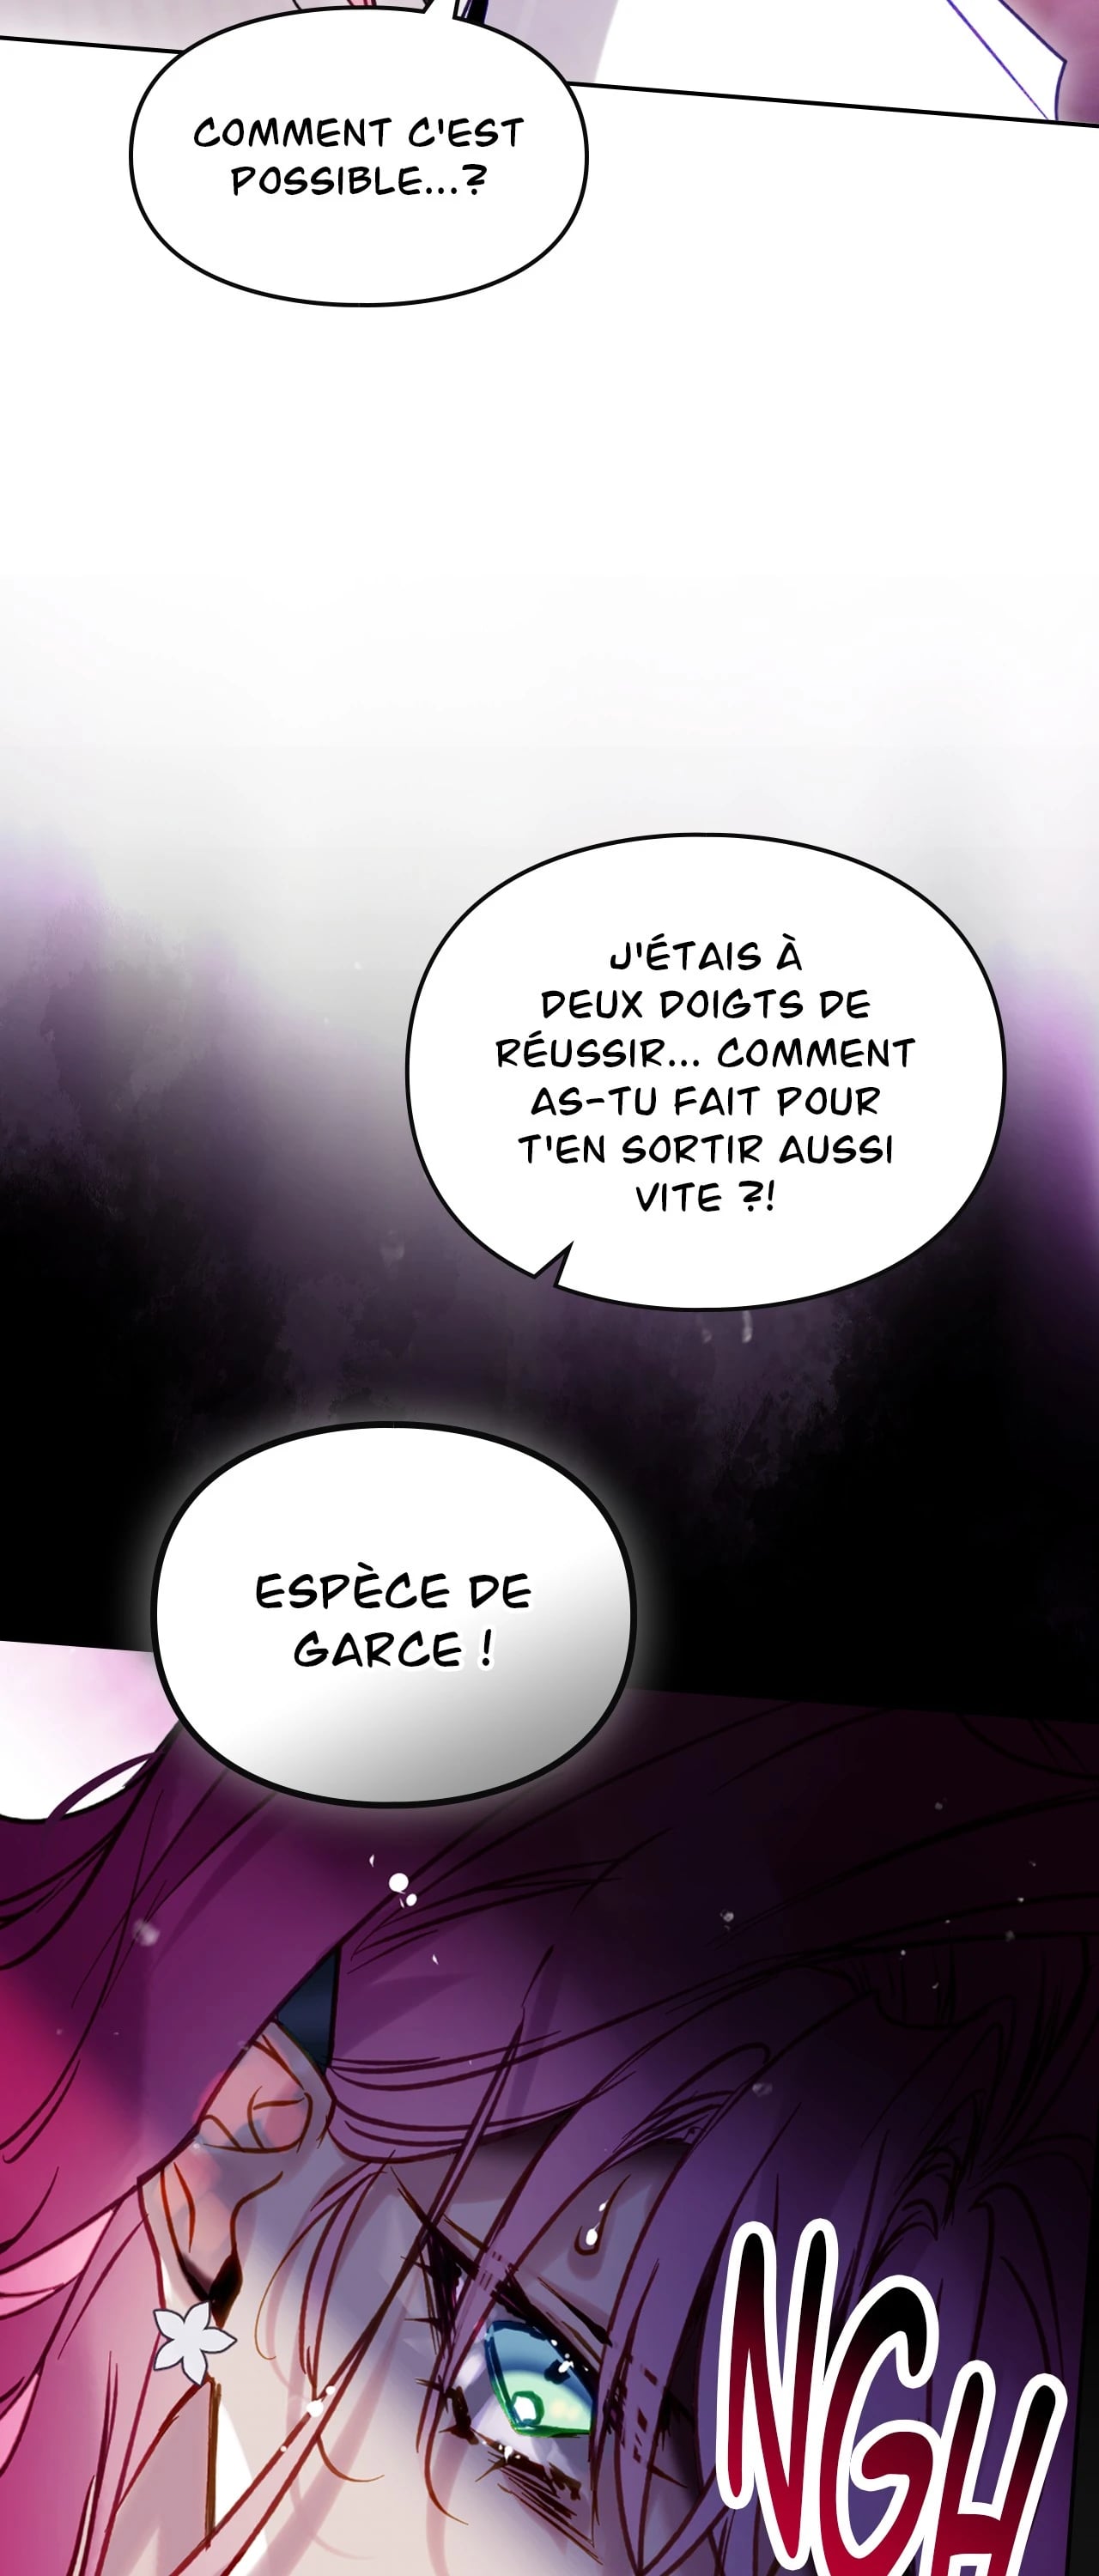 COMMENT C'EST
POSSIBLE...?
J'ÉTAIS À
DEUX DOIGTS DE
RÉUSSIR... COMMENT
AS-TU FAIT POUR
T'EN SORTIR AUSSI
VITE ?!
ESPÈCE DE
GARCE !
NGH